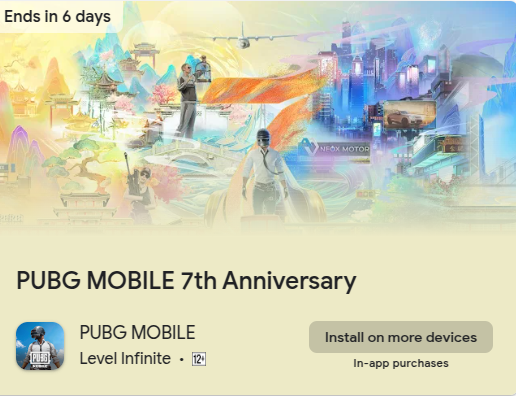 Ends in 6 days
NEOX MOTOR
PUBG MOBILE 7th Anniversary
PUBG MOBILE
Level Infinite • 12+
Install on more devices
In-app purchases
PUBG
MOBILE